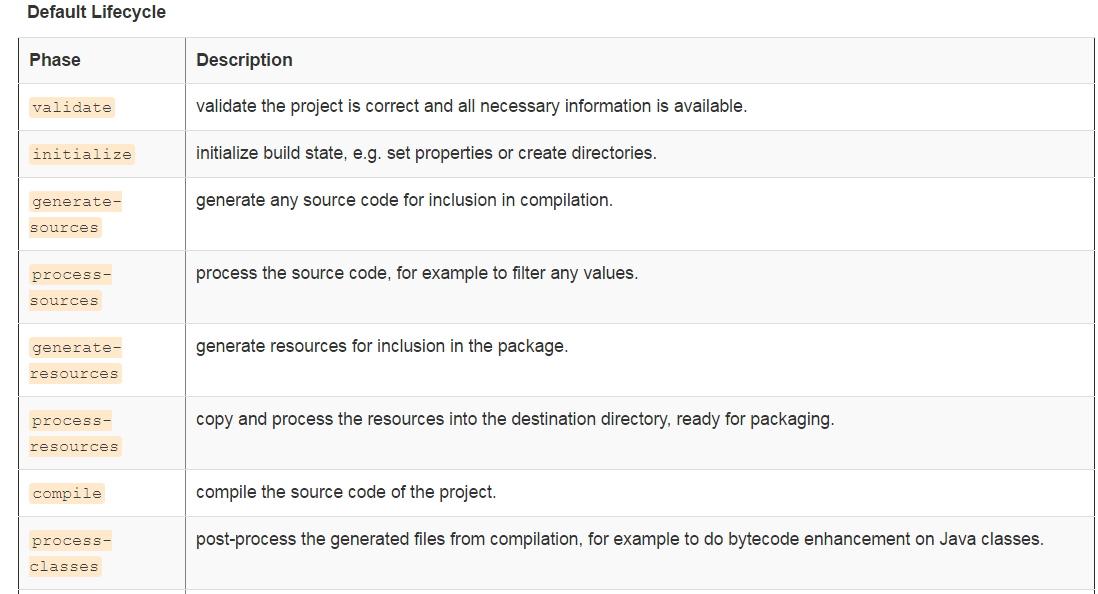 Default Lifecycle
Phase Description
validate validate the project is correct and all necessary information is available.
initialize initialize build state, e.g. set properties or create directories.
generate- generate any source code for inclusion in compilation.
sources
process- process the source code, for example to filter any values.
sources
generate- generate resources for inclusion in the package.
resources
process- copy and process the resources into the destination directory, ready for packaging.
resources
compile compile the source code of the project.
process- post-process the generated files from compilation, for example to do bytecode enhancement on Java classes.
classes